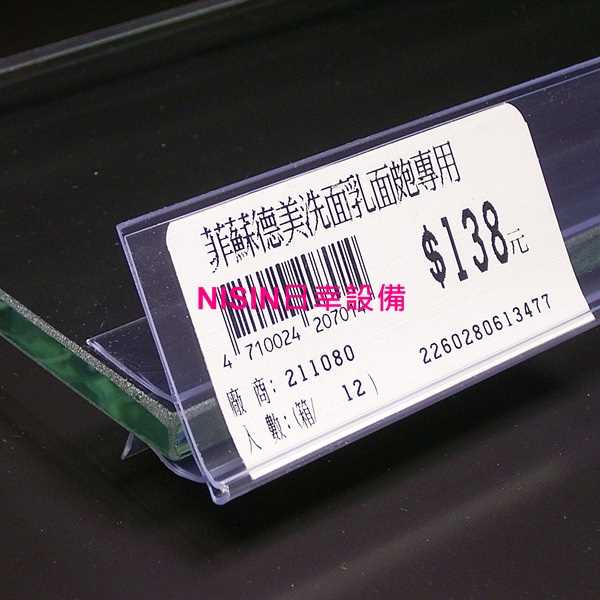 菲蘇德美洗面乳面皰專用
$138元
NISIN日幸設備
4 710024 20701
2260280613477
廠 商: 211080
入 數:(箱/ 12 )